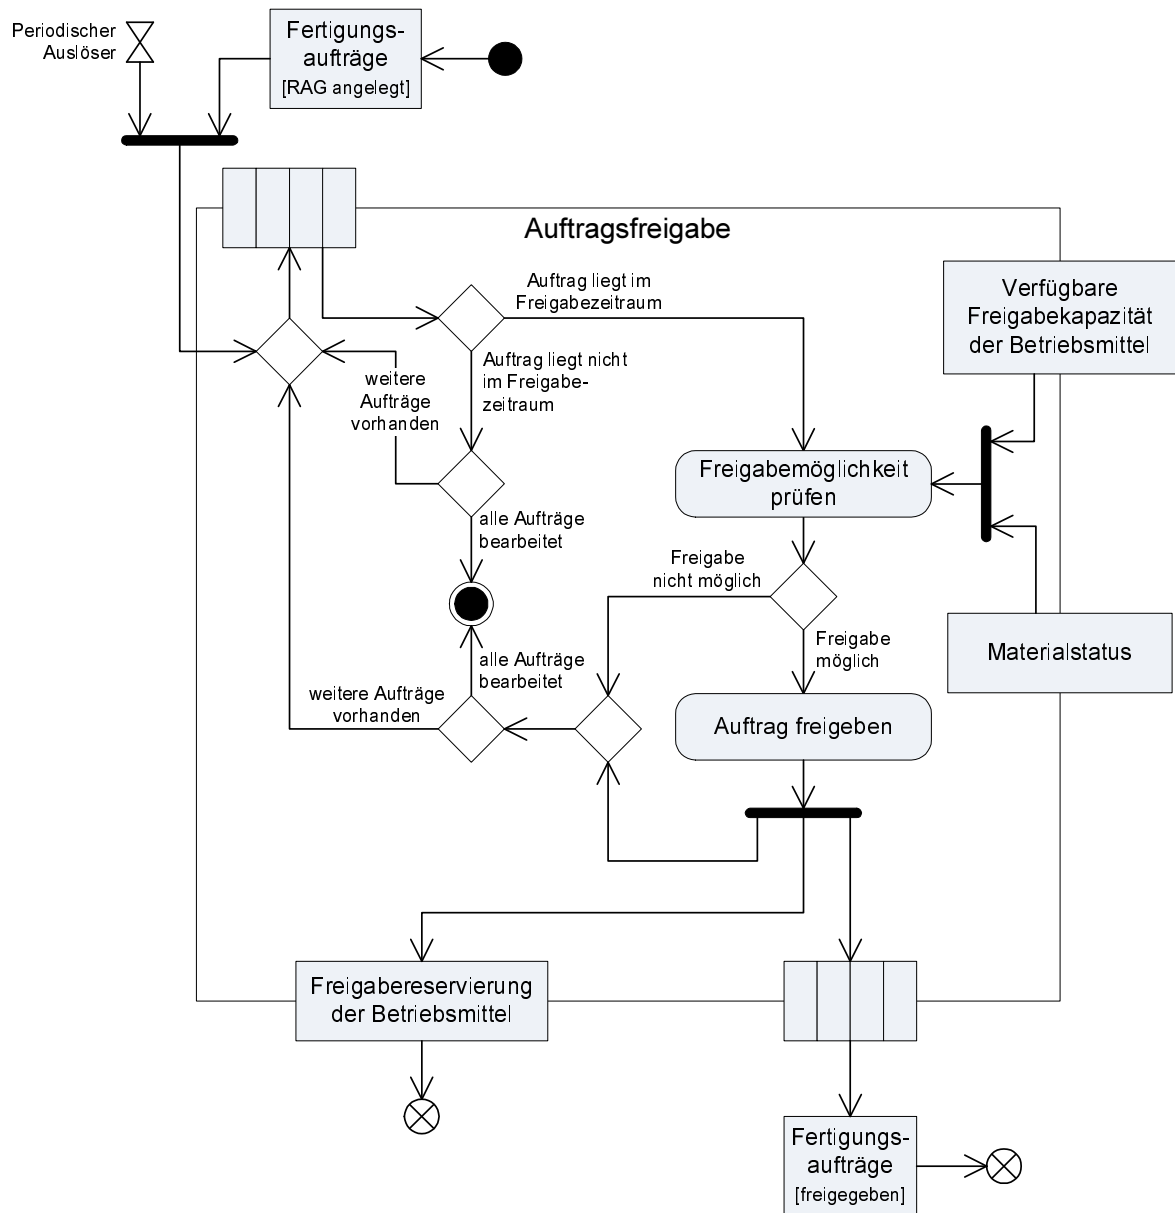 Periodischer
Auslöser
Fertigungs-
aufträge
[RAG angelegt]
Auftragsfreigabe
Auftrag liegt im
Freigabezeitraum
Verfügbare
Freigabekapazität
der Betriebsmittel
Auftrag liegt nicht
im Freigabe-
zeitraum
weitere
Aufträge
vorhanden
Freigabemöglichkeit
prüfen
alle Aufträge
bearbeitet
Freigabe
nicht möglich
Freigabe
möglich
Materialstatus
alle Aufträge
bearbeitet
weitere Aufträge
vorhanden
Auftrag freigeben
Freigabereservierung
der Betriebsmittel
Fertigungs-
aufträge
[freigegeben]